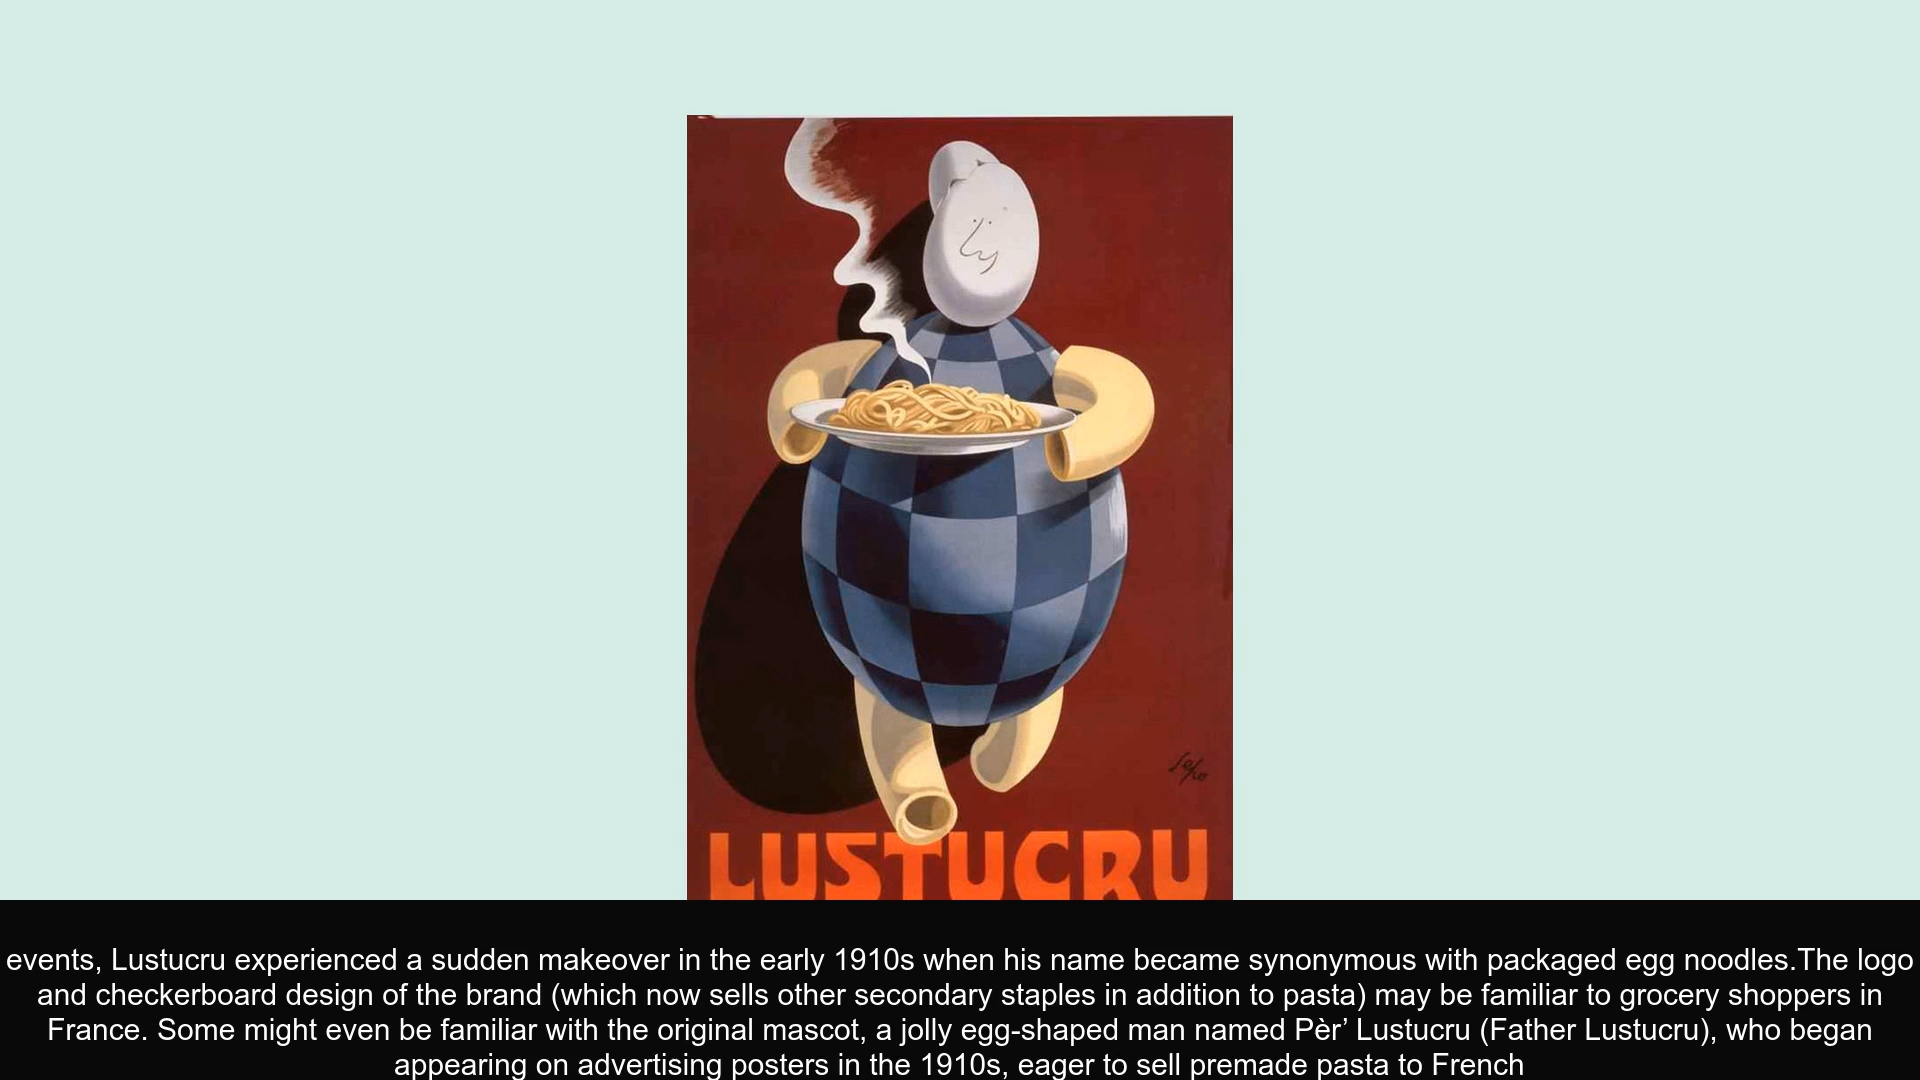 Lepo
LUSTUCRU
events, Lustucru experienced a sudden makeover in the early 1910s when his name became synonymous with packaged egg noodles.The logo
and checkerboard design of the brand (which now sells other secondary staples in addition to pasta) may be familiar to grocery shoppers in
France. Some might even be familiar with the original mascot, a jolly egg-shaped man named Pèr’ Lustucru (Father Lustucru), who began
appearing on advertising posters in the 1910s, eager to sell premade pasta to French